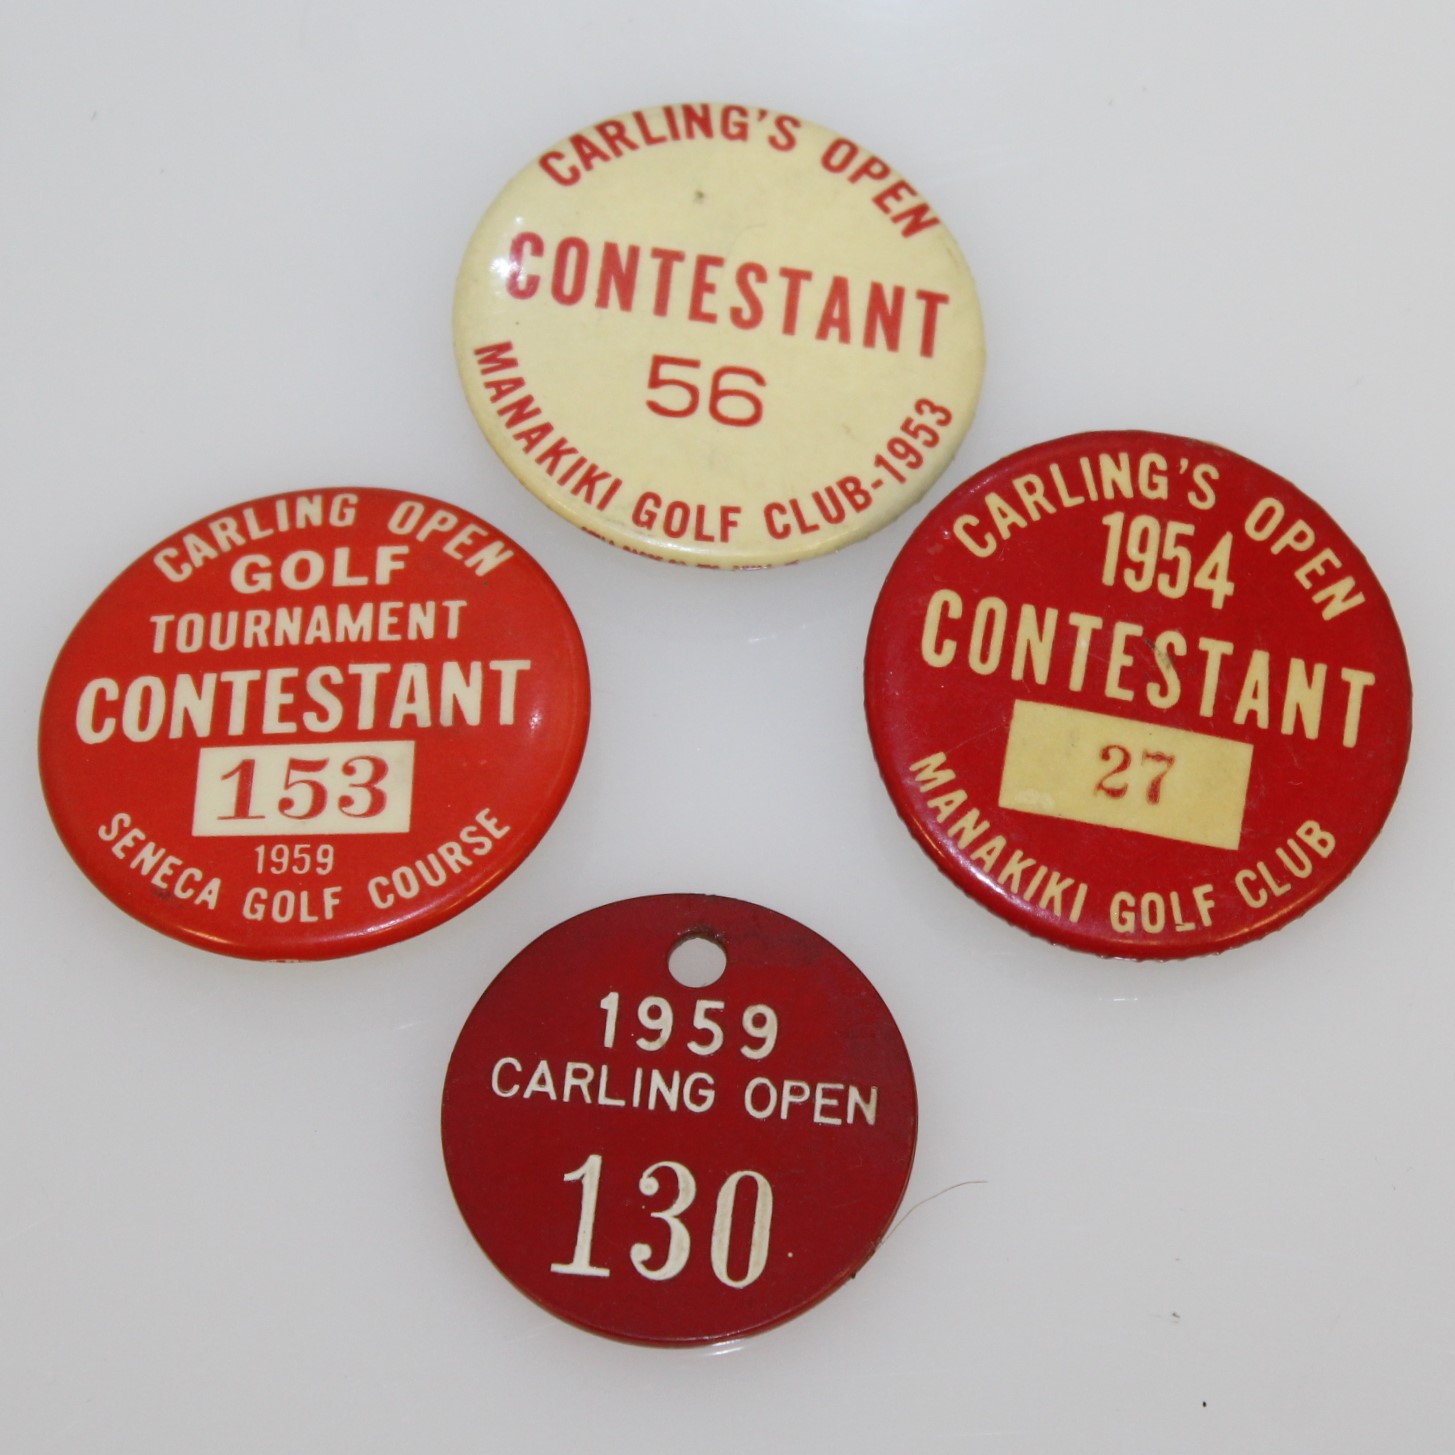 CARLING'S OPEN
CONTESTANT
56
MANAKIKI GOLF CLUB-1953
CARLING OPEN
GOLF
TOURNAMENT
CONTESTANT
153
1959
SENECA GOLF COURSE
CARLING'S OPEN
1954
CONTESTANT
27
MANAKIKI GOLF CLUB
1959
CARLING OPEN
130